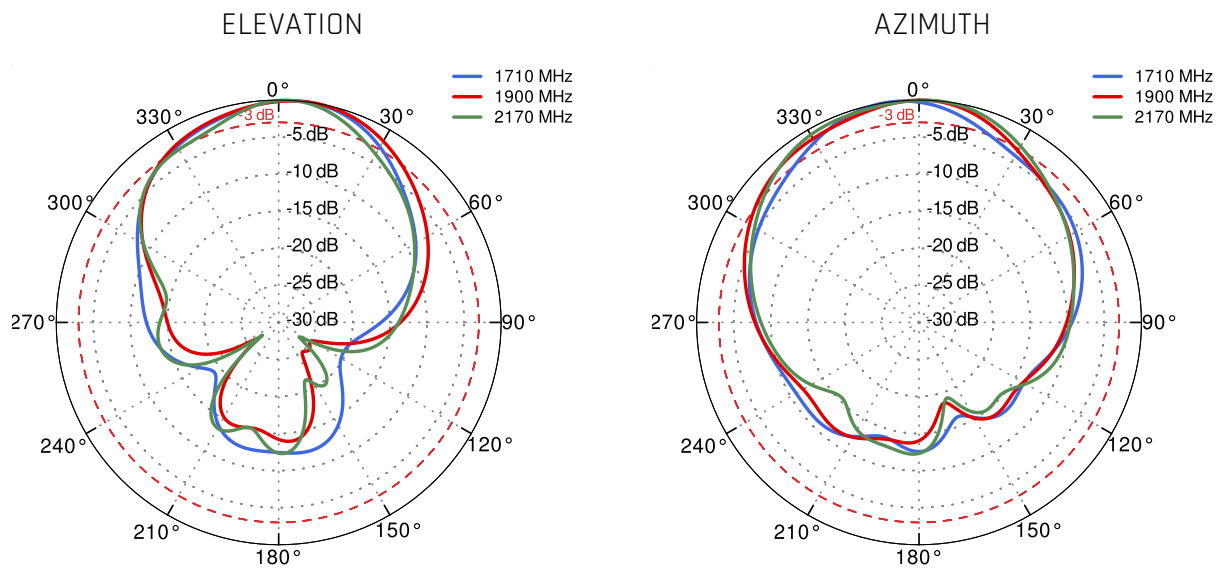 ELEVATION
1710 MHz
1900 MHz
2170 MHz
0°
30°
60°
90°
120°
150°
180°
210°
240°
270°
300°
330°
-3 dB
-5 dB
-10 dB
-15 dB
-20 dB
-25 dB
-30 dB
AZIMUTH
1710 MHz
1900 MHz
2170 MHz
0°
30°
60°
90°
120°
150°
180°
210°
240°
270°
300°
330°
-3 dB
-5 dB
-10 dB
-15 dB
-20 dB
-25 dB
-30 dB